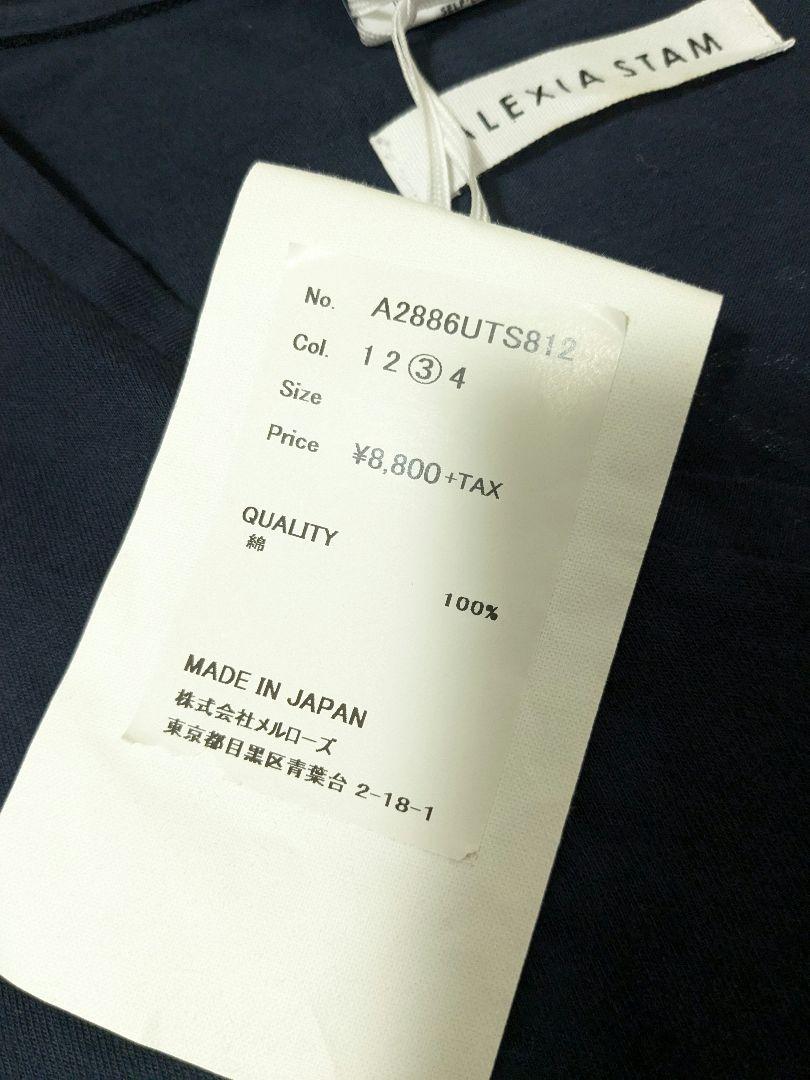 ALEXIA STAM
No. A2886UTS812
Col. 1 2 ③ 4
Size
Price ¥8,800+TAX
QUALITY
綿
100%
MADE IN JAPAN
株式会社メルローズ
東京都目黒区青葉台 2-18-1